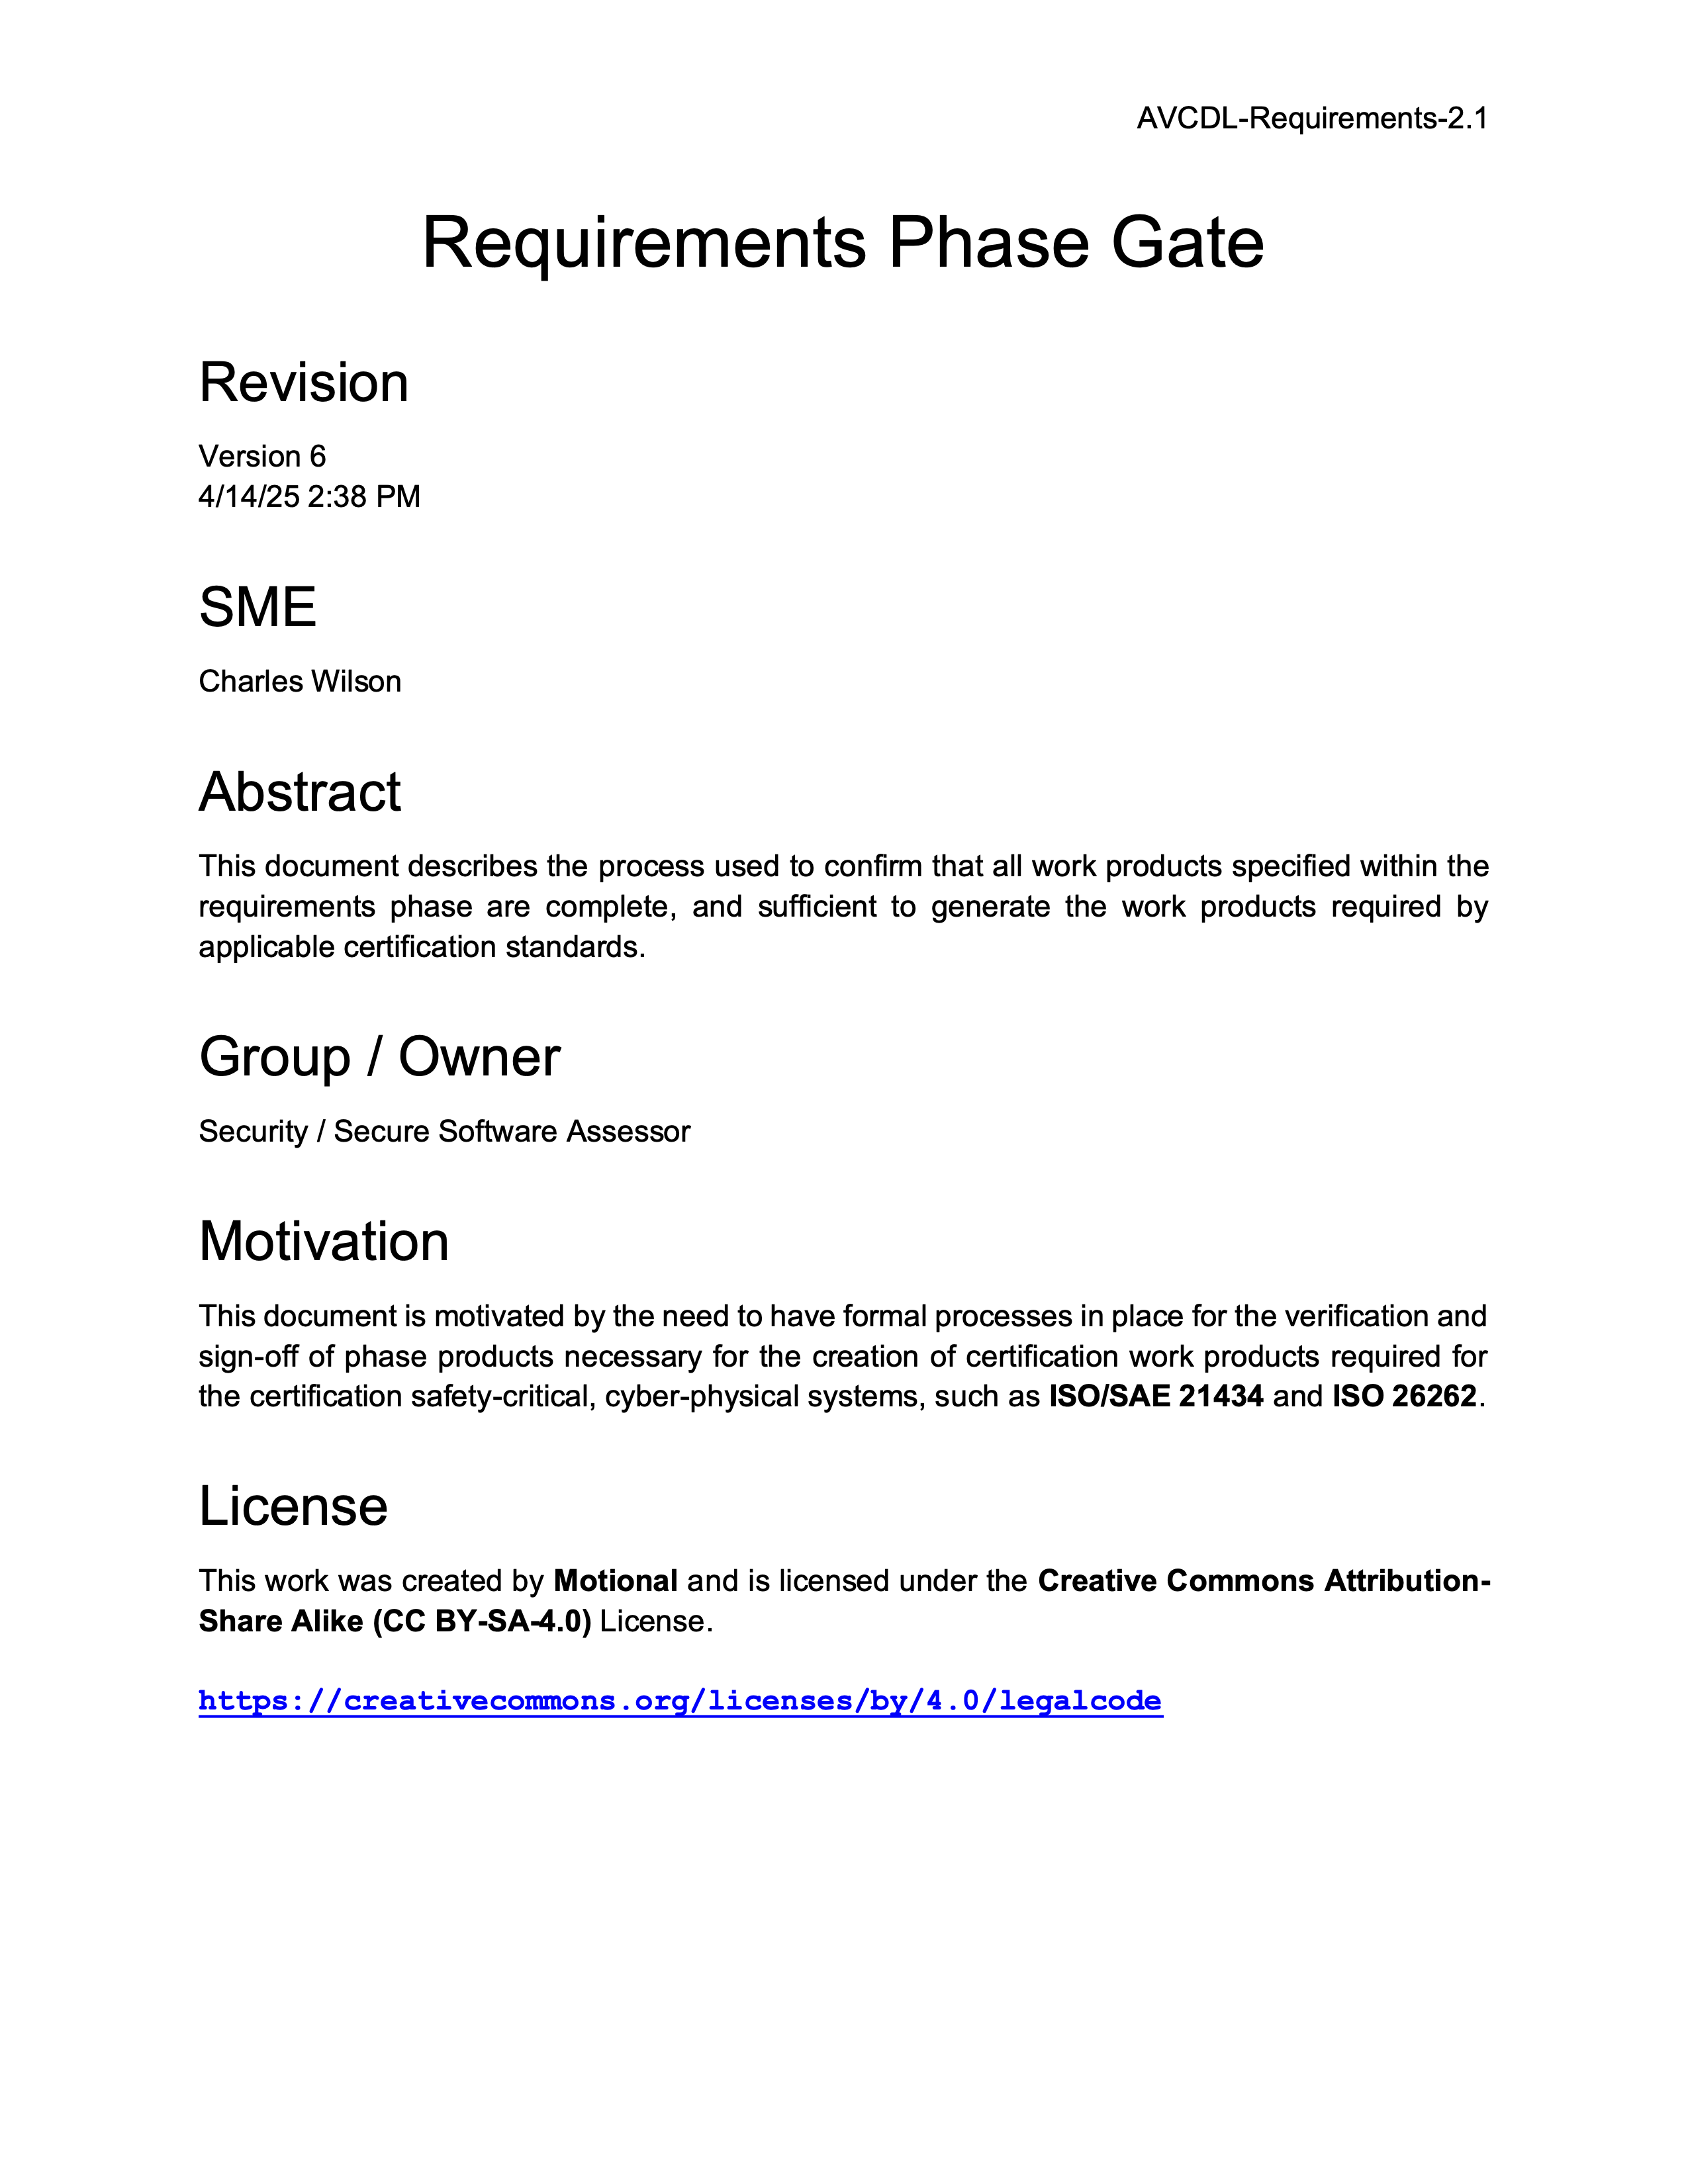 AVCDL-Requirements-2.1
Requirements Phase Gate
Revision
Version 6
4/14/25 2:38 PM
SME
Charles Wilson
Abstract
This document describes the process used to confirm that all work products specified within the
requirements phase are complete, and sufficient to generate the work products required by
applicable certification standards.
Group / Owner
Security / Secure Software Assessor
Motivation
This document is motivated by the need to have formal processes in place for the verification and
sign-off of phase products necessary for the creation of certification work products required for
the certification safety-critical, cyber-physical systems, such as ISO/SAE 21434 and ISO 26262.
License
This work was created by Motional and is licensed under the Creative Commons Attribution-
Share Alike (CC BY-SA-4.0) License.
https://creativecommons.org/licenses/by/4.0/legalcode